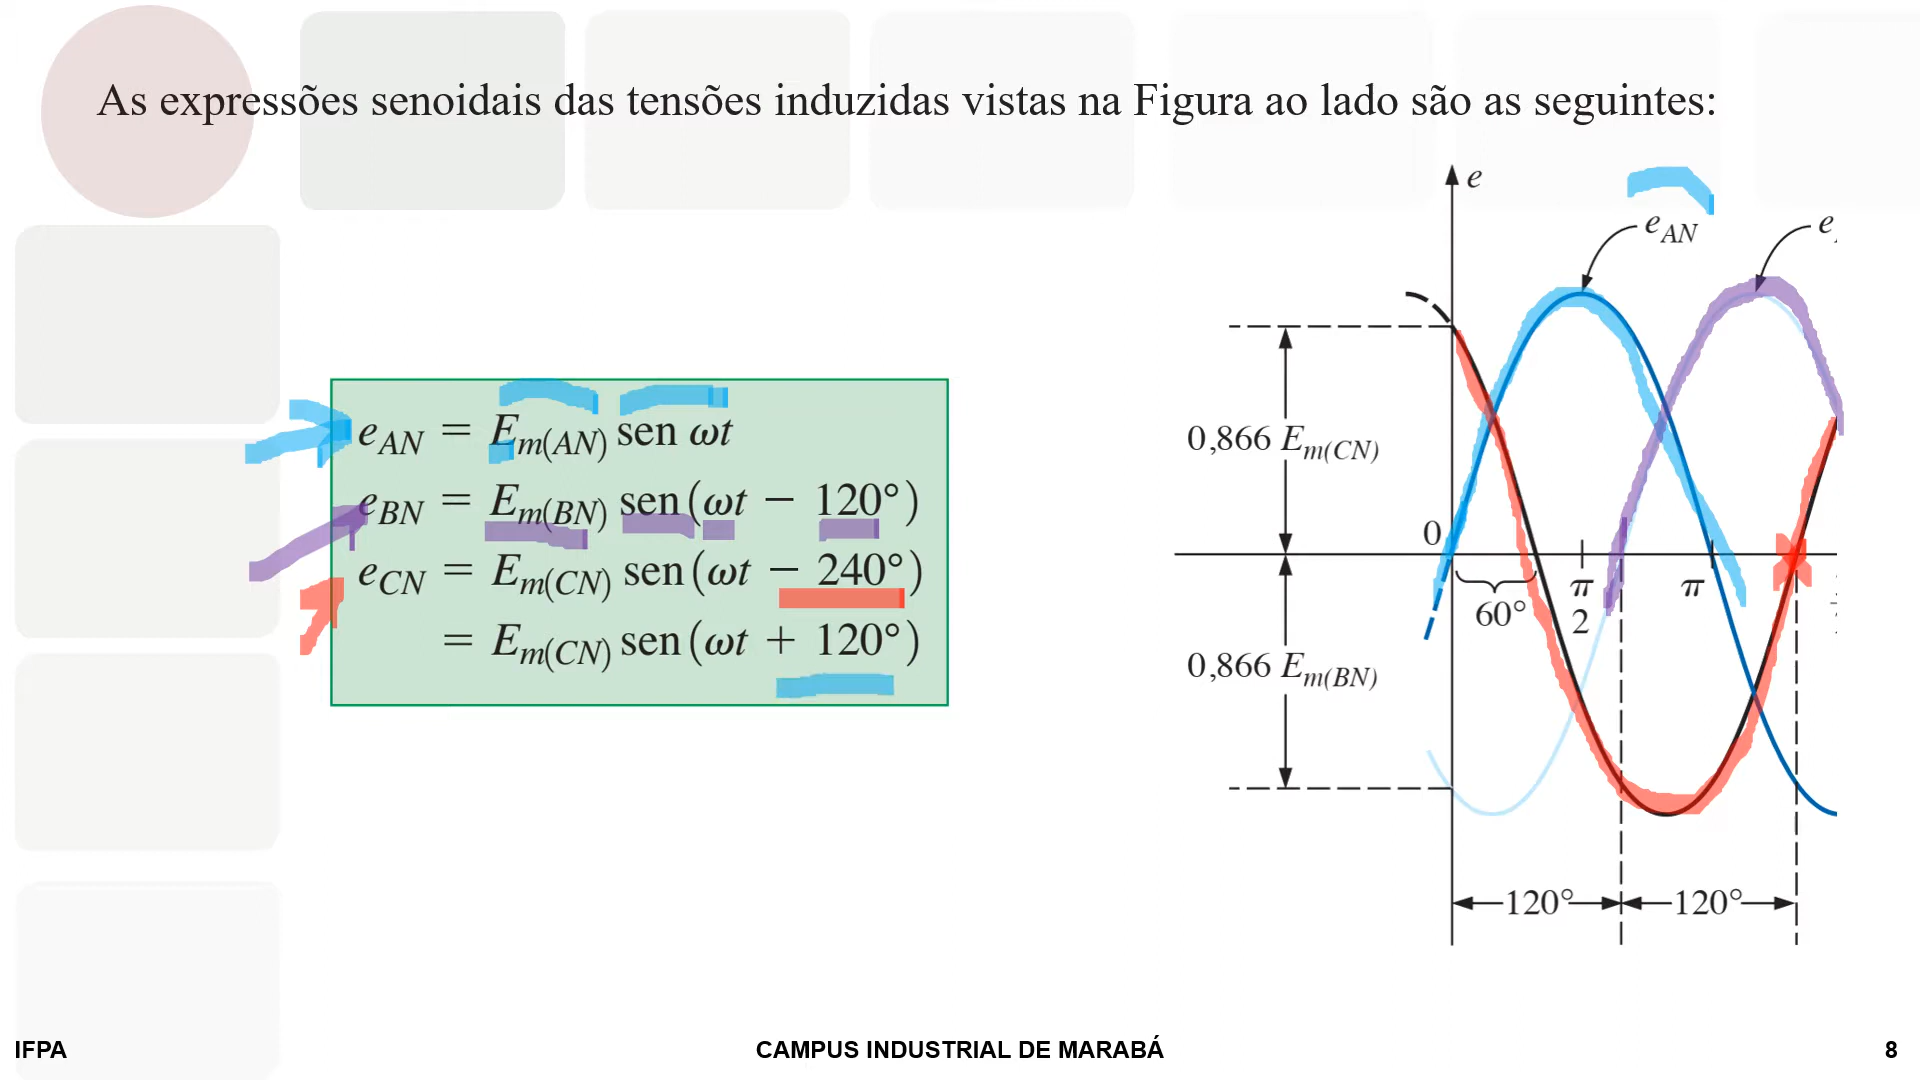 As expressões senoidais das tensões induzidas vistas na Figura ao lado são as seguintes:
e_AN = E_m(AN) sen ωt
e_BN = E_m(BN) sen (ωt − 120°)
e_CN = E_m(CN) sen (ωt − 240°)
= E_m(CN) sen (ωt + 120°)
e
e_AN
e
0,866 E_m(CN)
0
60°
π
2
π
0,866 E_m(BN)
120°
120°
IFPA
CAMPUS INDUSTRIAL DE MARABÁ
8